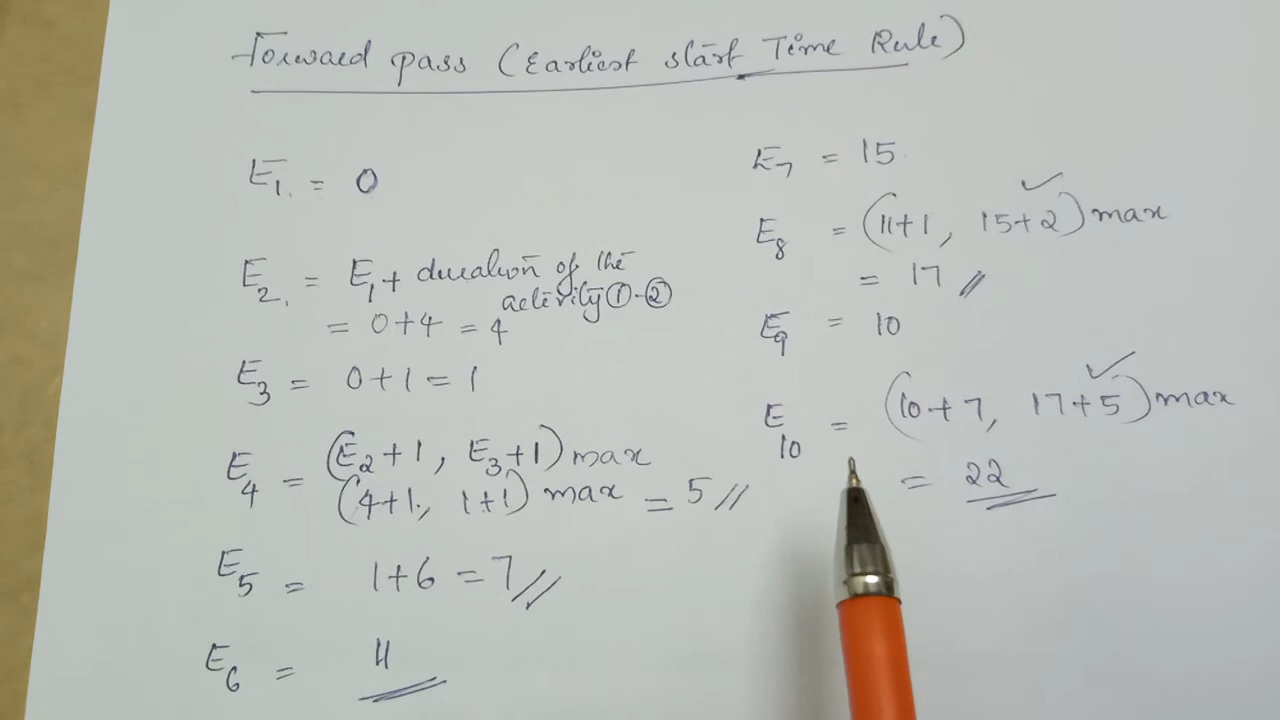 Forward pass (Earliest start Time Rule)
E1. = 0
E2. = E1 + duration of the
activity ①-②
= 0+4 = 4
E3 = 0+1 = 1
E4 = (E2+1, E3+1) max
(4+1, 1+1) max = 5 //
E5 = 1+6 = 7 //
E6 = 11
E7 = 15
E8 = (11+1, 15+2) max ✓
= 17 //
E9 = 10
E10 = (10+7, 17+5) max ✓
= 22